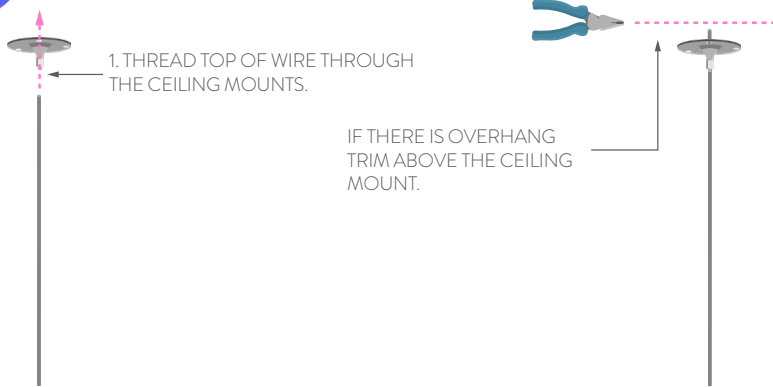 1. THREAD TOP OF WIRE THROUGH
THE CEILING MOUNTS.
IF THERE IS OVERHANG
TRIM ABOVE THE CEILING
MOUNT.